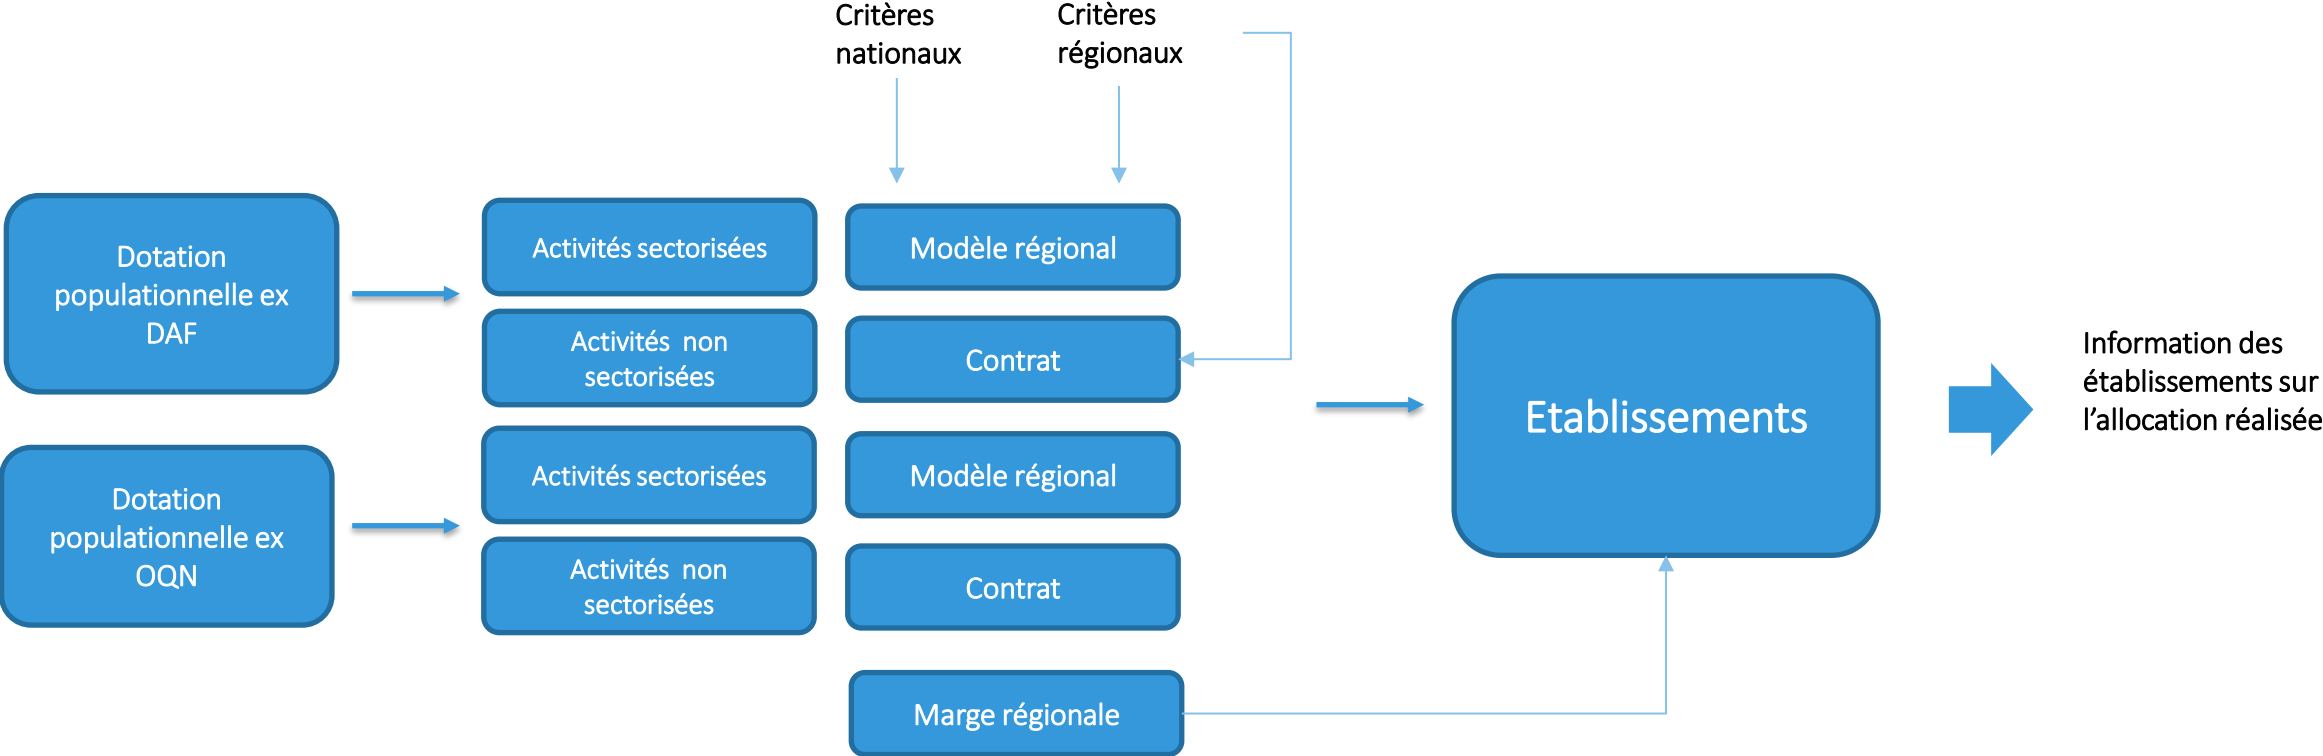 Critères
nationaux
Critères
régionaux
Dotation
populationnelle ex
DAF
Activités sectorisées
Modèle régional
Activités  non
sectorisées
Contrat
Dotation
populationnelle ex
OQN
Activités sectorisées
Modèle régional
Activités  non
sectorisées
Contrat
Marge régionale
Etablissements
Information des
établissements sur
l’allocation réalisée